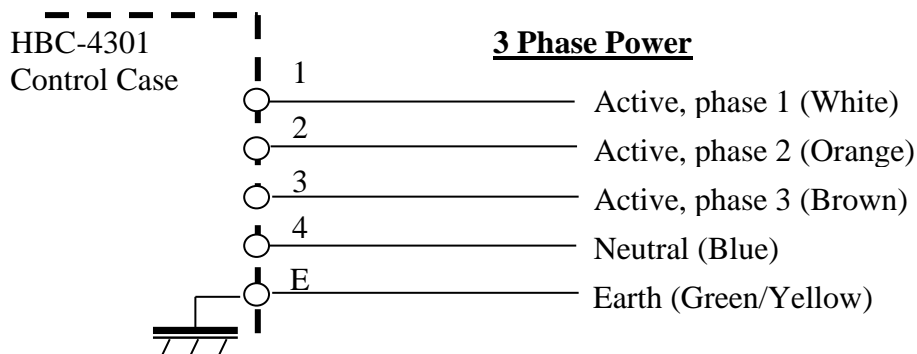 HBC-4301
Control Case
3 Phase Power
1
Active, phase 1 (White)
2
Active, phase 2 (Orange)
3
Active, phase 3 (Brown)
4
Neutral (Blue)
E
Earth (Green/Yellow)